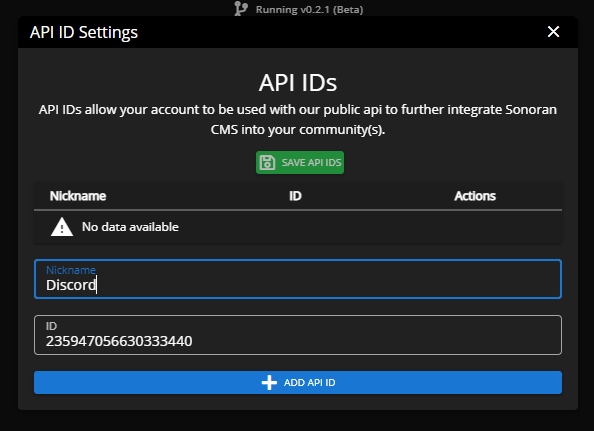 Running v0.2.1 (Beta)
API ID Settings
API IDs
API IDs allow your account to be used with our public api to further integrate Sonoran
CMS into your community(s).
SAVE API IDS
Nickname ID Actions
No data available
Nickname
Discord
ID
235947056630333440
ADD API ID